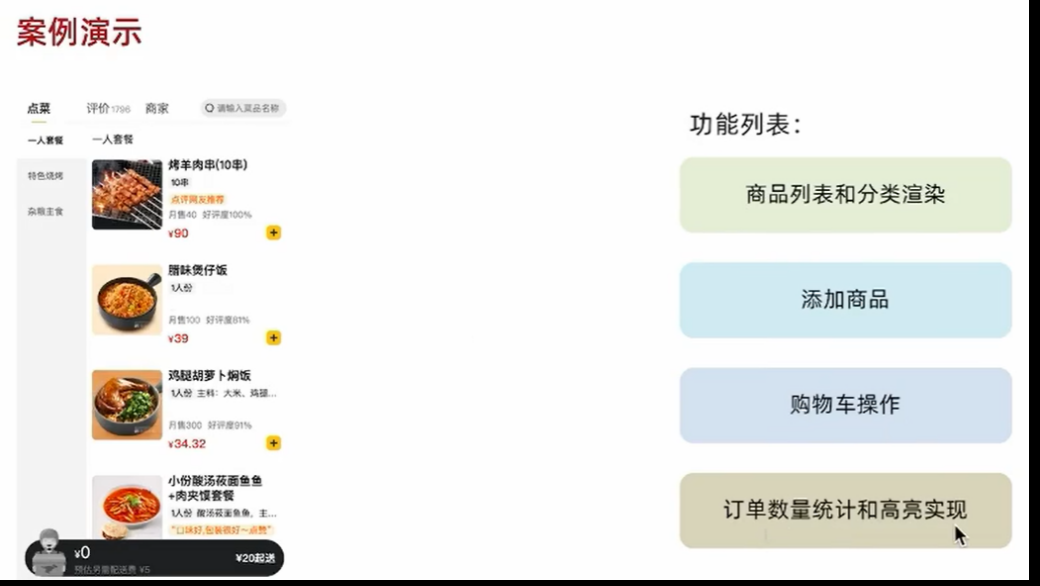 案例演示
点菜 评价1796 商家 请输入菜品名称
一人套餐
特色烧烤
杂粮主食
一人套餐
烤羊肉串(10串)
10串
点评网友推荐
月售40 好评度100%
¥90
腊味煲仔饭
1人份
月售100 好评度81%
¥39
鸡腿胡萝卜焖饭
1人份 主料：大米、鸡腿...
月售300 好评度91%
¥34.32
小份酸汤莜面鱼鱼
+肉夹馍套餐
1人份 酸汤莜面鱼鱼，主...
"口味好,包装很好～点赞"
¥0
预估另需配送费 ¥5
¥20起送
功能列表：
商品列表和分类渲染
添加商品
购物车操作
订单数量统计和高亮实现